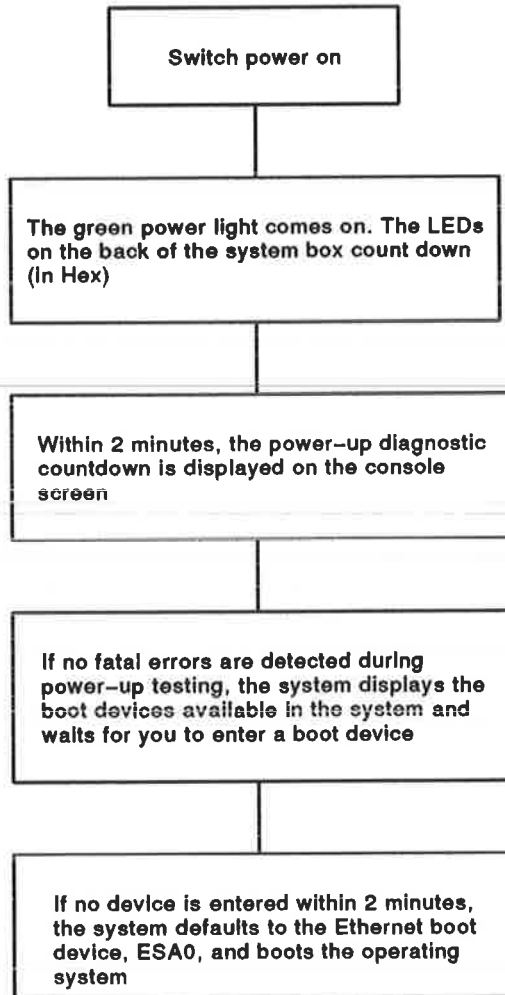 Switch power on
The green power light comes on. The LEDs
on the back of the system box count down
(in Hex)
Within 2 minutes, the power–up diagnostic
countdown is displayed on the console
screen
If no fatal errors are detected during
power–up testing, the system displays the
boot devices available in the system and
waits for you to enter a boot device
If no device is entered within 2 minutes,
the system defaults to the Ethernet boot
device, ESA0, and boots the operating
system